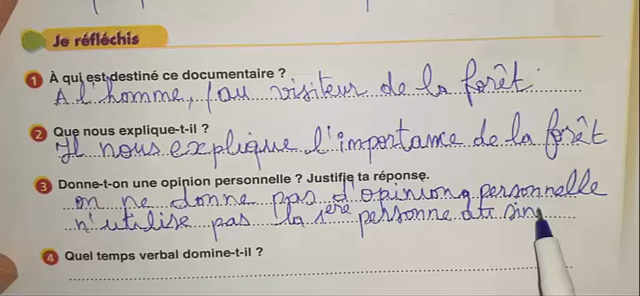 Je réfléchis
1 À qui est destiné ce documentaire ?
A l'homme, / au visiteur de la forêt.
2 Que nous explique-t-il ?
Il nous explique l'importance de la forêt
3 Donne-t-on une opinion personnelle ? Justifie ta réponse.
on ne donne pas d'opinion personnelle
n'utilise pas la 1ère personne du sin
4 Quel temps verbal domine-t-il ?